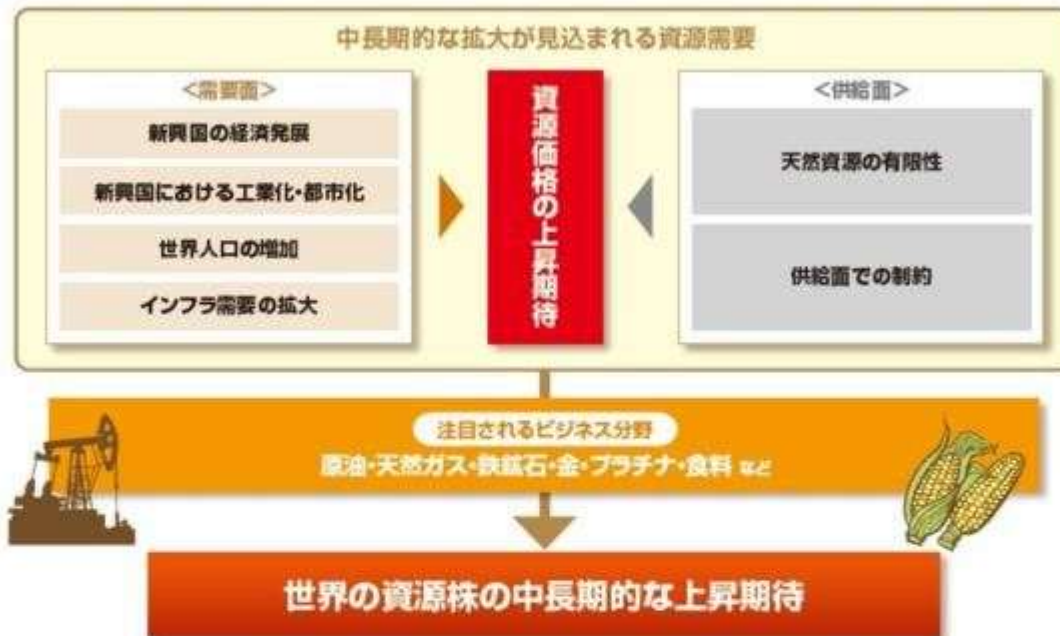 中長期的な拡大が見込まれる資源需要
＜需要面＞
新興国の経済発展
新興国における工業化・都市化
世界人口の増加
インフラ需要の拡大
資源価格の上昇期待
＜供給面＞
天然資源の有限性
供給面での制約
注目されるビジネス分野
原油・天然ガス・鉄鉱石・金・プラチナ・食料 など
世界の資源株の中長期的な上昇期待